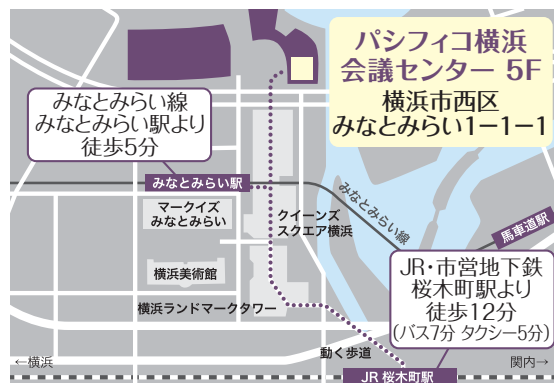 パシフィコ横浜
会議センター 5F
横浜市西区
みなとみらい1ー1ー1
みなとみらい線
みなとみらい駅より
徒歩5分
みなとみらい駅
みなとみらい線
マークイズ
みなとみらい
クイーンズ
スクエア横浜
馬車道駅
横浜美術館
横浜ランドマークタワー
JR・市営地下鉄
桜木町駅より
徒歩12分
(バス7分 タクシー5分)
動く歩道
←横浜
関内→
JR 桜木町駅